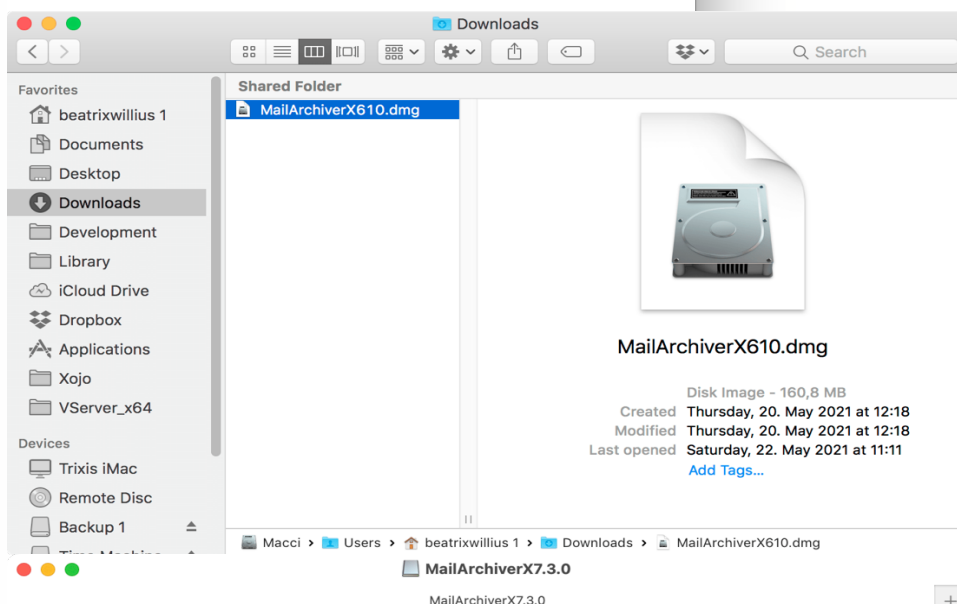 Downloads
Search
Favorites
beatrixwillius 1
Documents
Desktop
Downloads
Development
Library
iCloud Drive
Dropbox
Applications
Xojo
VServer_x64
Devices
Trixis iMac
Remote Disc
Backup 1
Time Machine
Shared Folder
MailArchiverX610.dmg
MailArchiverX610.dmg
Disk Image - 160,8 MB
Created Thursday, 20. May 2021 at 12:18
Modified Thursday, 20. May 2021 at 12:18
Last opened Saturday, 22. May 2021 at 11:11
Add Tags...
Macci › Users › beatrixwillius 1 › Downloads › MailArchiverX610.dmg
MailArchiverX7.3.0
MailArchiverX7.3.0